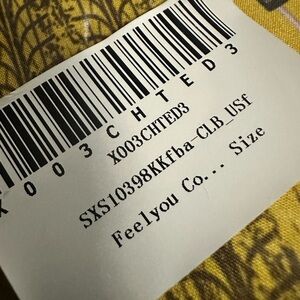 X003CHTED3
X003CHTED3
SXS10398KKfba-CLB_USf
Feelyou Co... Size